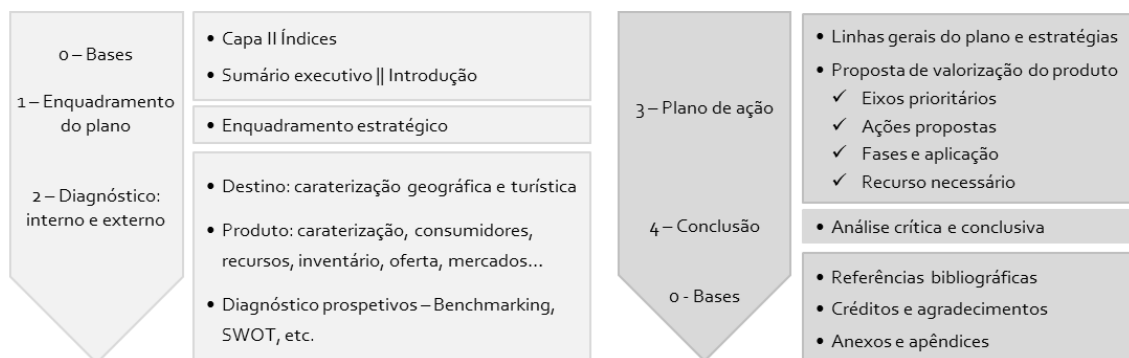 0 – Bases
1 – Enquadramento
do plano
2 – Diagnóstico:
interno e externo
• Capa II Índices
• Sumário executivo || Introdução
• Enquadramento estratégico
• Destino: caraterização geográfica e turística
• Produto: caraterização, consumidores,
recursos, inventário, oferta, mercados...
• Diagnóstico prospetivos – Benchmarking,
SWOT, etc.
3 – Plano de ação
4 – Conclusão
0 - Bases
• Linhas gerais do plano e estratégias
• Proposta de valorização do produto
✓ Eixos prioritários
✓ Ações propostas
✓ Fases e aplicação
✓ Recurso necessário
• Análise crítica e conclusiva
• Referências bibliográficas
• Créditos e agradecimentos
• Anexos e apêndices